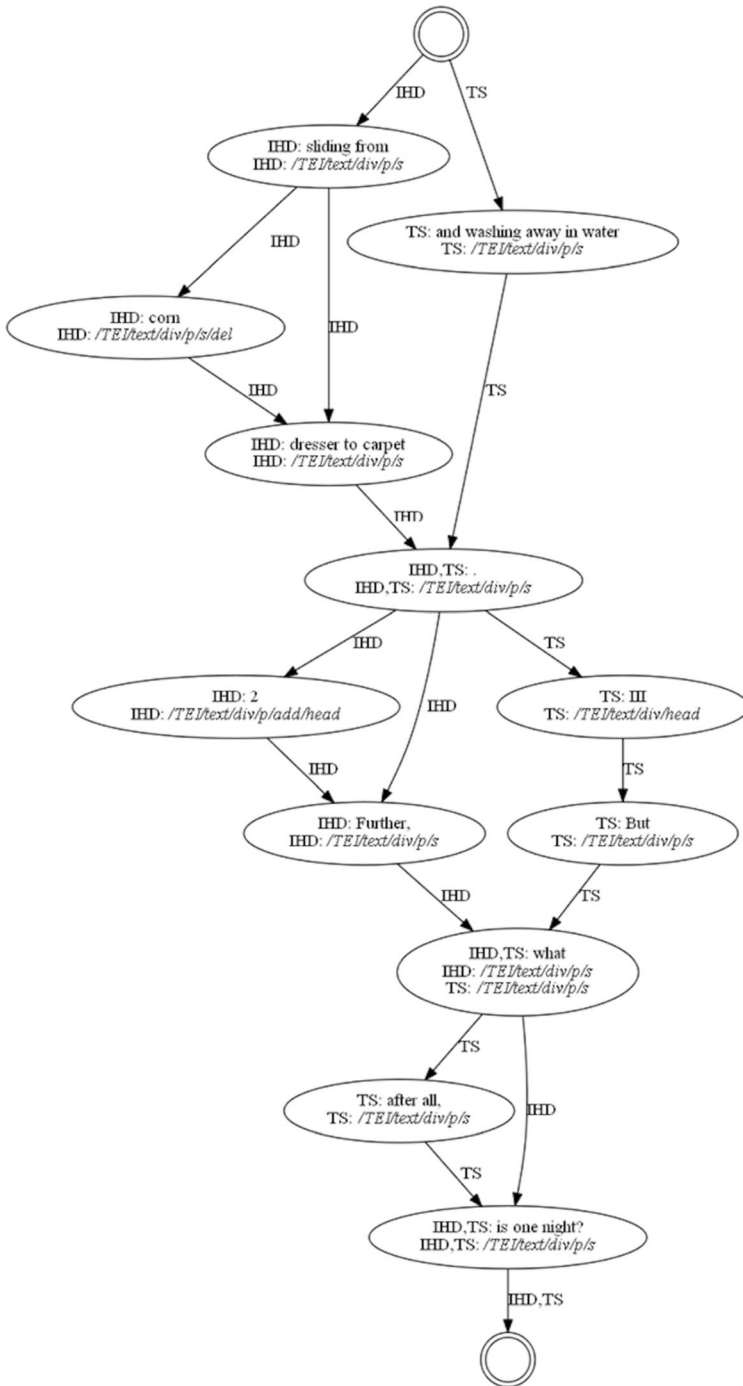 IHD
TS
IHD: sliding from
IHD: /TEI/text/div/p/s
TS: and washing away in water
TS: /TEI/text/div/p/s
IHD
IHD
IHD: corn
IHD: /TEI/text/div/p/s/del
TS
IHD
IHD: dresser to carpet
IHD: /TEI/text/div/p/s
IHD
IHD,TS: .
IHD,TS: /TEI/text/div/p/s
IHD
TS
IHD
IHD: 2
IHD: /TEI/text/div/p/add/head
TS: III
TS: /TEI/text/div/head
IHD
TS
IHD: Further,
IHD: /TEI/text/div/p/s
TS: But
TS: /TEI/text/div/p/s
IHD
TS
IHD,TS: what
IHD: /TEI/text/div/p/s
TS: /TEI/text/div/p/s
TS
IHD
TS: after all,
TS: /TEI/text/div/p/s
TS
IHD,TS: is one night?
IHD,TS: /TEI/text/div/p/s
IHD,TS